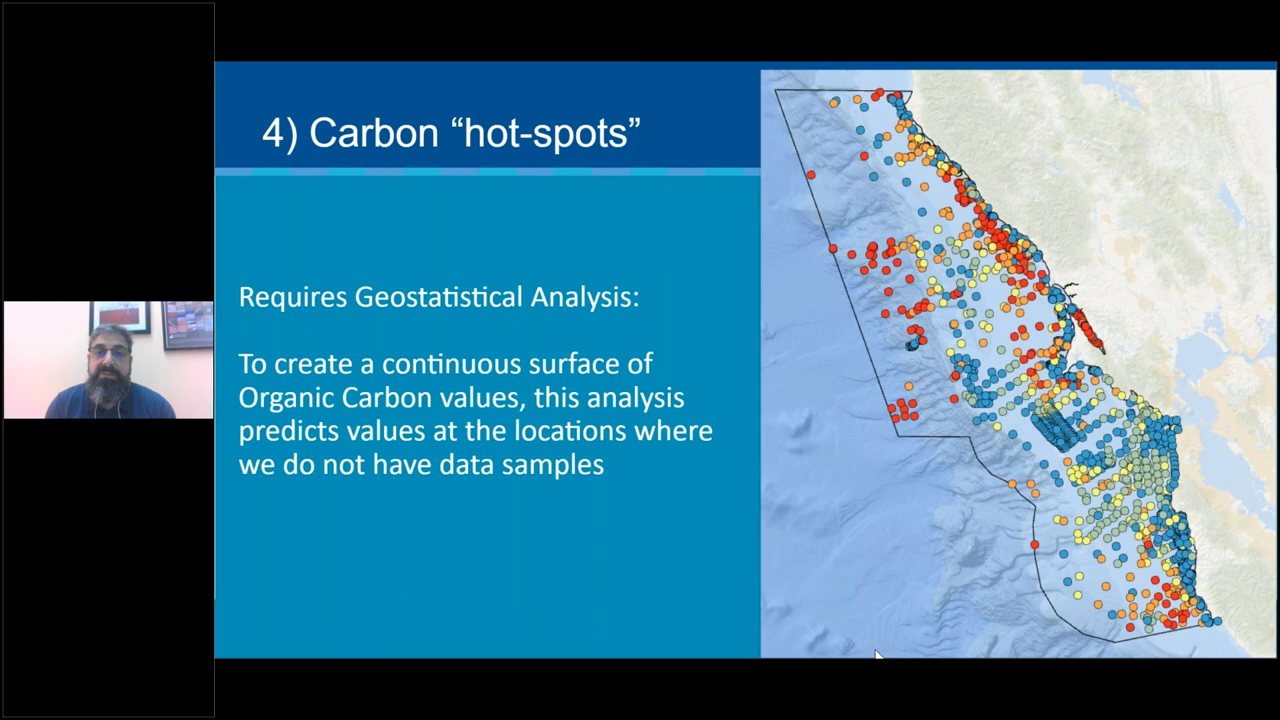 4) Carbon “hot-spots”
Requires Geostatistical Analysis:
To create a continuous surface of
Organic Carbon values, this analysis
predicts values at the locations where
we do not have data samples